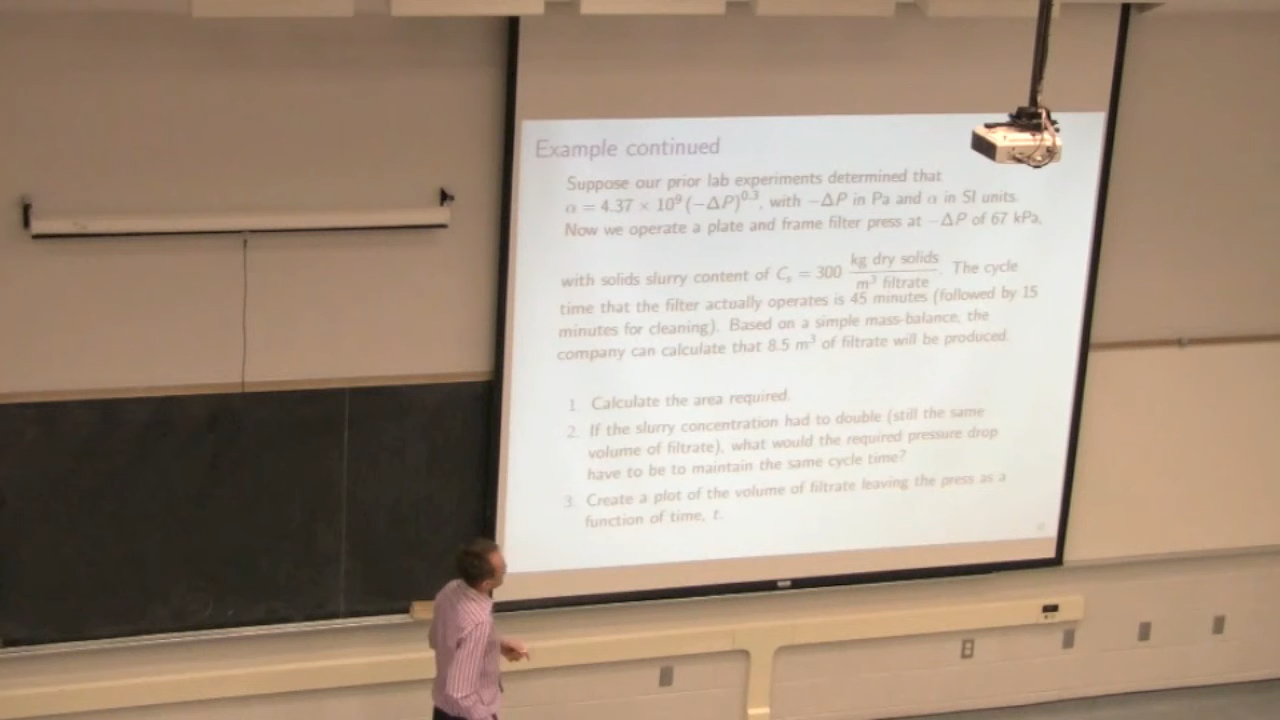 Example continued
Suppose our prior lab experiments determined that
α = 4.37 × 10⁹ (−ΔP)^0.3, with −ΔP in Pa and α in SI units.
Now we operate a plate and frame filter press at −ΔP of 67 kPa,
with solids slurry content of Cₛ = 300 kg dry solids / m³ filtrate. The cycle
time that the filter actually operates is 45 minutes (followed by 15
minutes for cleaning). Based on a simple mass-balance, the
company can calculate that 8.5 m³ of filtrate will be produced.
1. Calculate the area required.
2. If the slurry concentration had to double (still the same
volume of filtrate), what would the required pressure drop
have to be to maintain the same cycle time?
3. Create a plot of the volume of filtrate leaving the press as a
function of time, t.